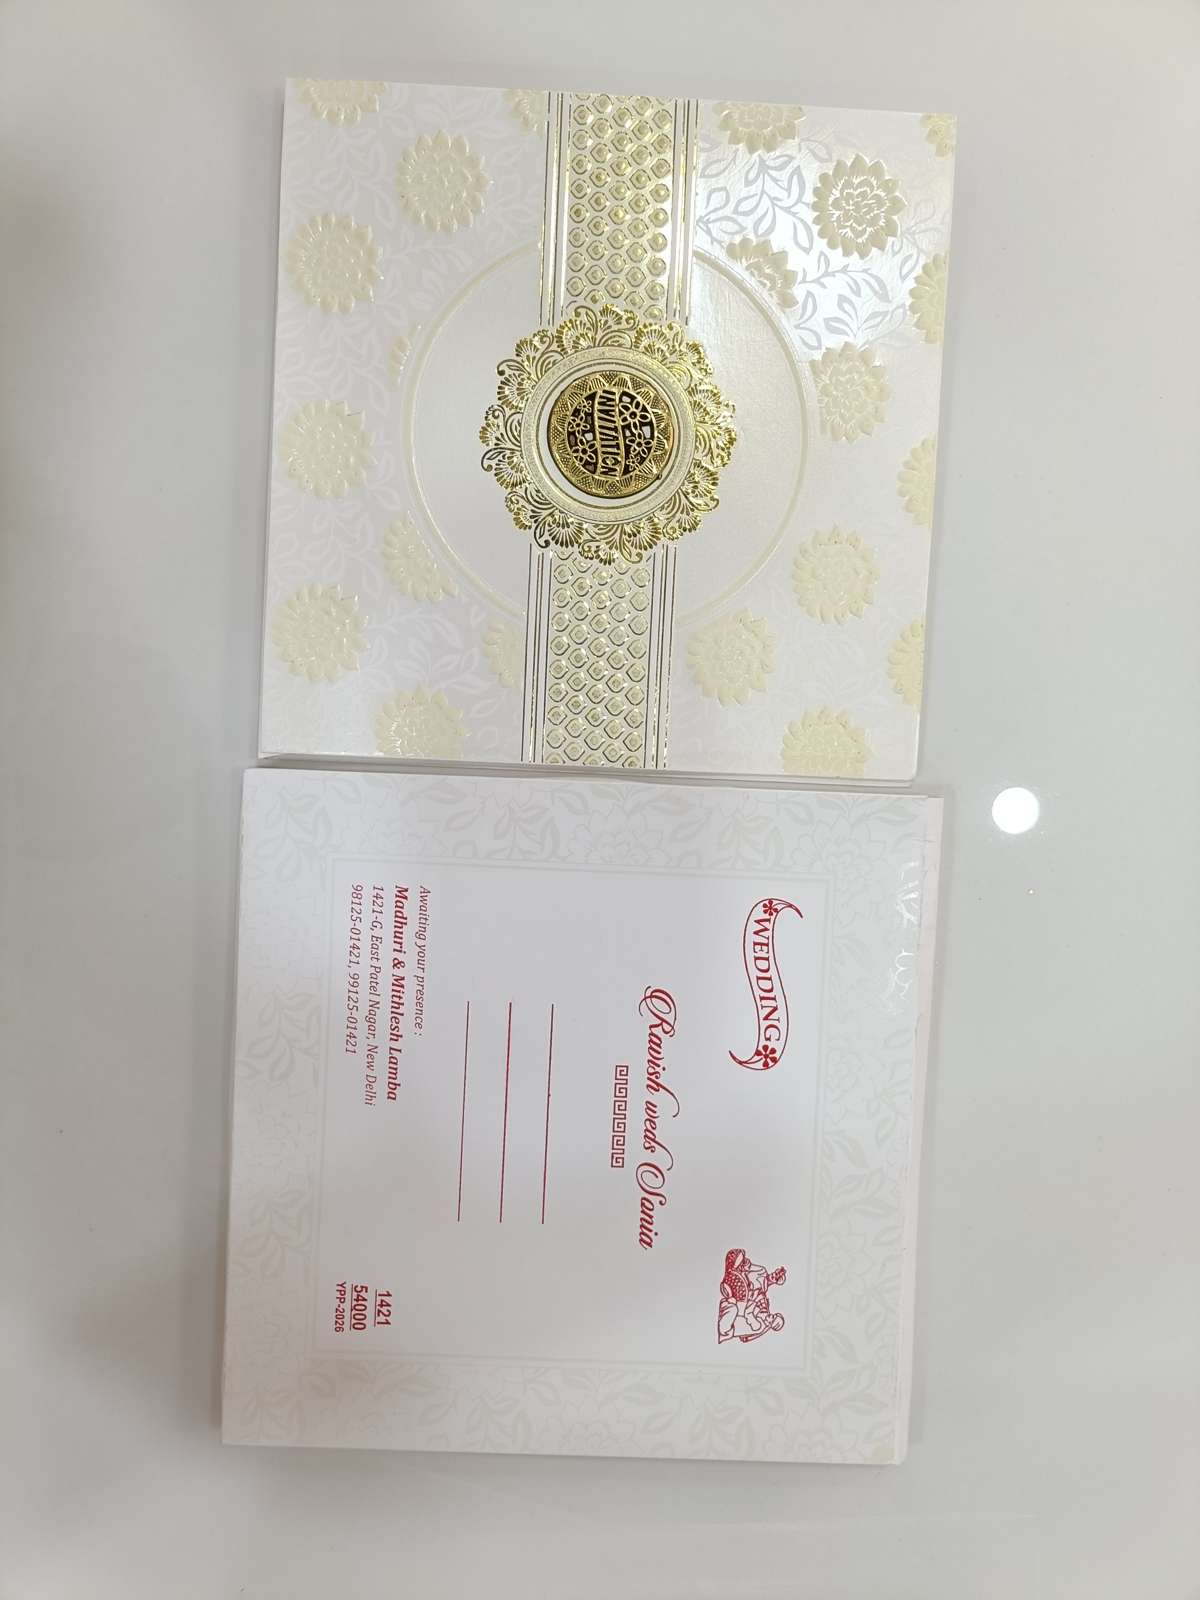 INVITATION
WEDDING
Ravish weds Sonia
Awaiting your presence :
Madhuri & Mithlesh Lamba
1421-G, East Patel Nagar, New Delhi
98125-01421, 99125-01421
1421
54000
YPP-2026